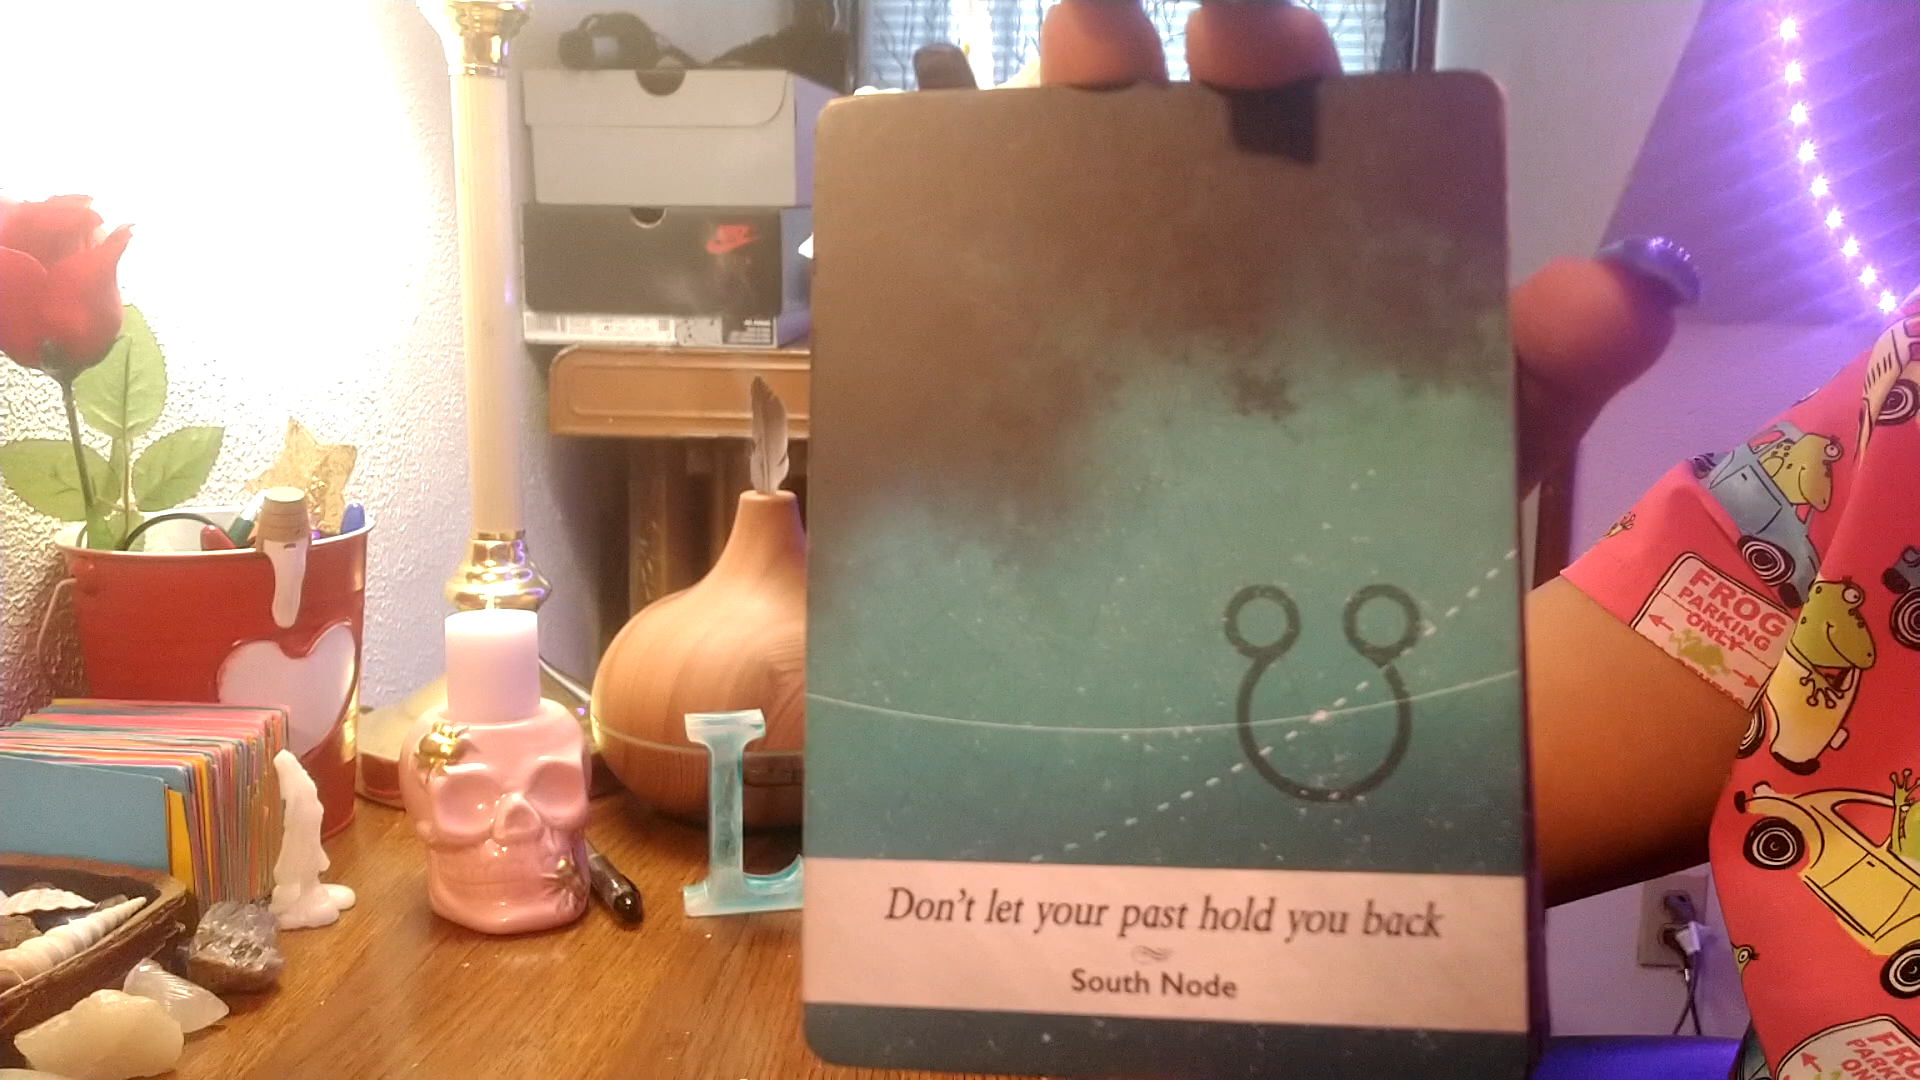 Don't let your past hold you back
South Node
FROG
PARKING
ONLY
L